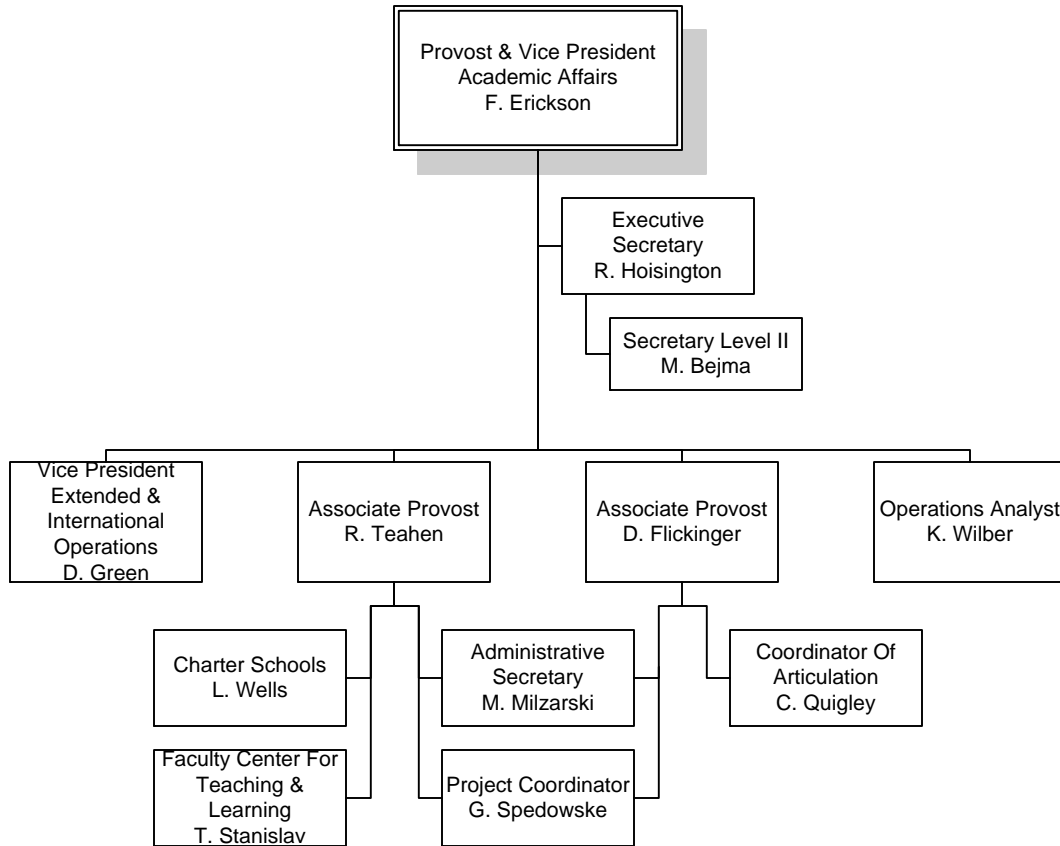 Provost & Vice President
Academic Affairs
F. Erickson
Executive
Secretary
R. Hoisington
Secretary Level II
M. Bejma
Vice President
Extended &
International
Operations
D. Green
Associate Provost
R. Teahen
Associate Provost
D. Flickinger
Operations Analyst
K. Wilber
Charter Schools
L. Wells
Administrative
Secretary
M. Milzarski
Coordinator Of
Articulation
C. Quigley
Faculty Center For
Teaching &
Learning
T. Stanislav
Project Coordinator
G. Spedowske